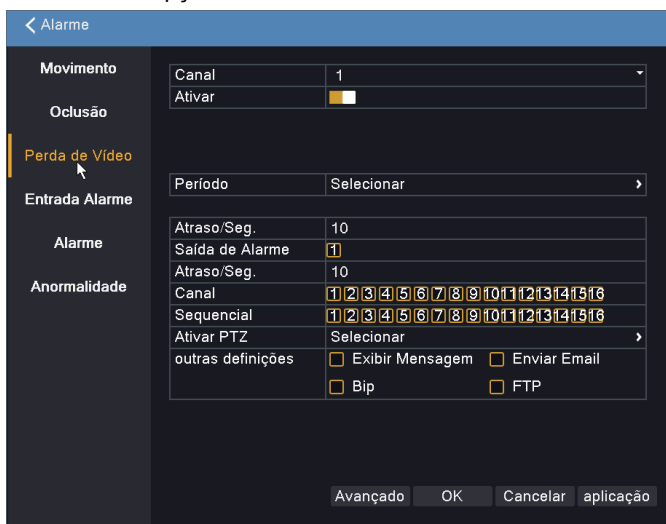 Alarme
Movimento
Oclusão
Perda de Vídeo
Entrada Alarme
Alarme
Anormalidade
Canal 1
Ativar
Período Selecionar
Atraso/Seg. 10
Saída de Alarme 1
Atraso/Seg. 10
Canal 1 2 3 4 5 6 7 8 9 10 11 12 13 14 15 16
Sequencial 1 2 3 4 5 6 7 8 9 10 11 12 13 14 15 16
Ativar PTZ Selecionar
outras definições Exibir Mensagem Enviar Email
Bip FTP
Avançado OK Cancelar aplicação